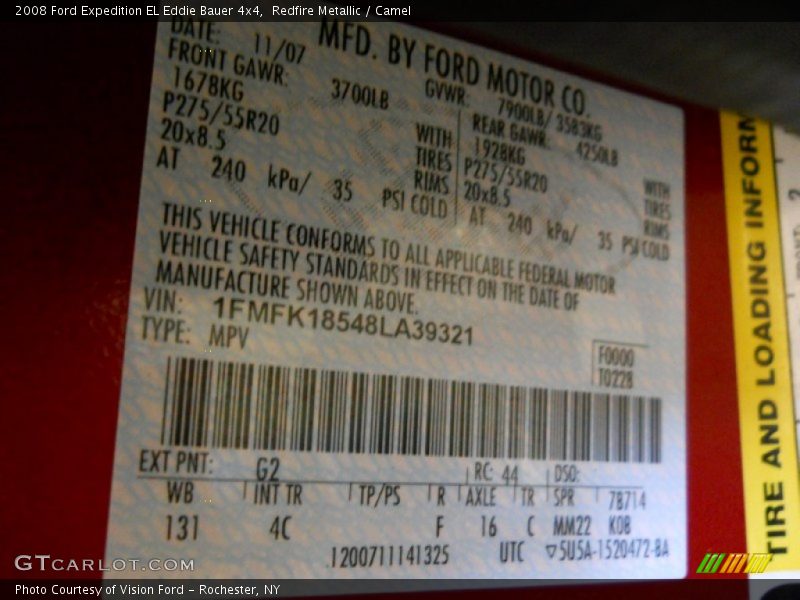 2008 Ford Expedition EL Eddie Bauer 4x4, Redfire Metallic / Camel
DATE: 11/07
MFD. BY FORD MOTOR CO.
FRONT GAWR: 3700LB
GVWR: 7900LB/ 3583KG
1678KG
REAR GAWR: 4250LB
P275/55R20 WITH
1928KG WITH
20x8.5 TIRES
P275/55R20 TIRES
RIMS
20x8.5 RIMS
AT 240 kPa/ 35 PSI COLD
AT 240 kPa/ 35 PSI COLD
THIS VEHICLE CONFORMS TO ALL APPLICABLE FEDERAL MOTOR
VEHICLE SAFETY STANDARDS IN EFFECT ON THE DATE OF
MANUFACTURE SHOWN ABOVE.
VIN: 1FMFK18548LA39321
TYPE: MPV
F0000
T0228
EXT PNT: G2 RC: 44 DSO:
WB INT TR TP/PS R AXLE TR SPR 78714
131 4C F 16 C MM22 KOB
1200711141325 UTC ▽5U5A-1520472-BA
TIRE AND LOADING INFORM
2
GTCARLOT.COM
Photo Courtesy of Vision Ford - Rochester, NY